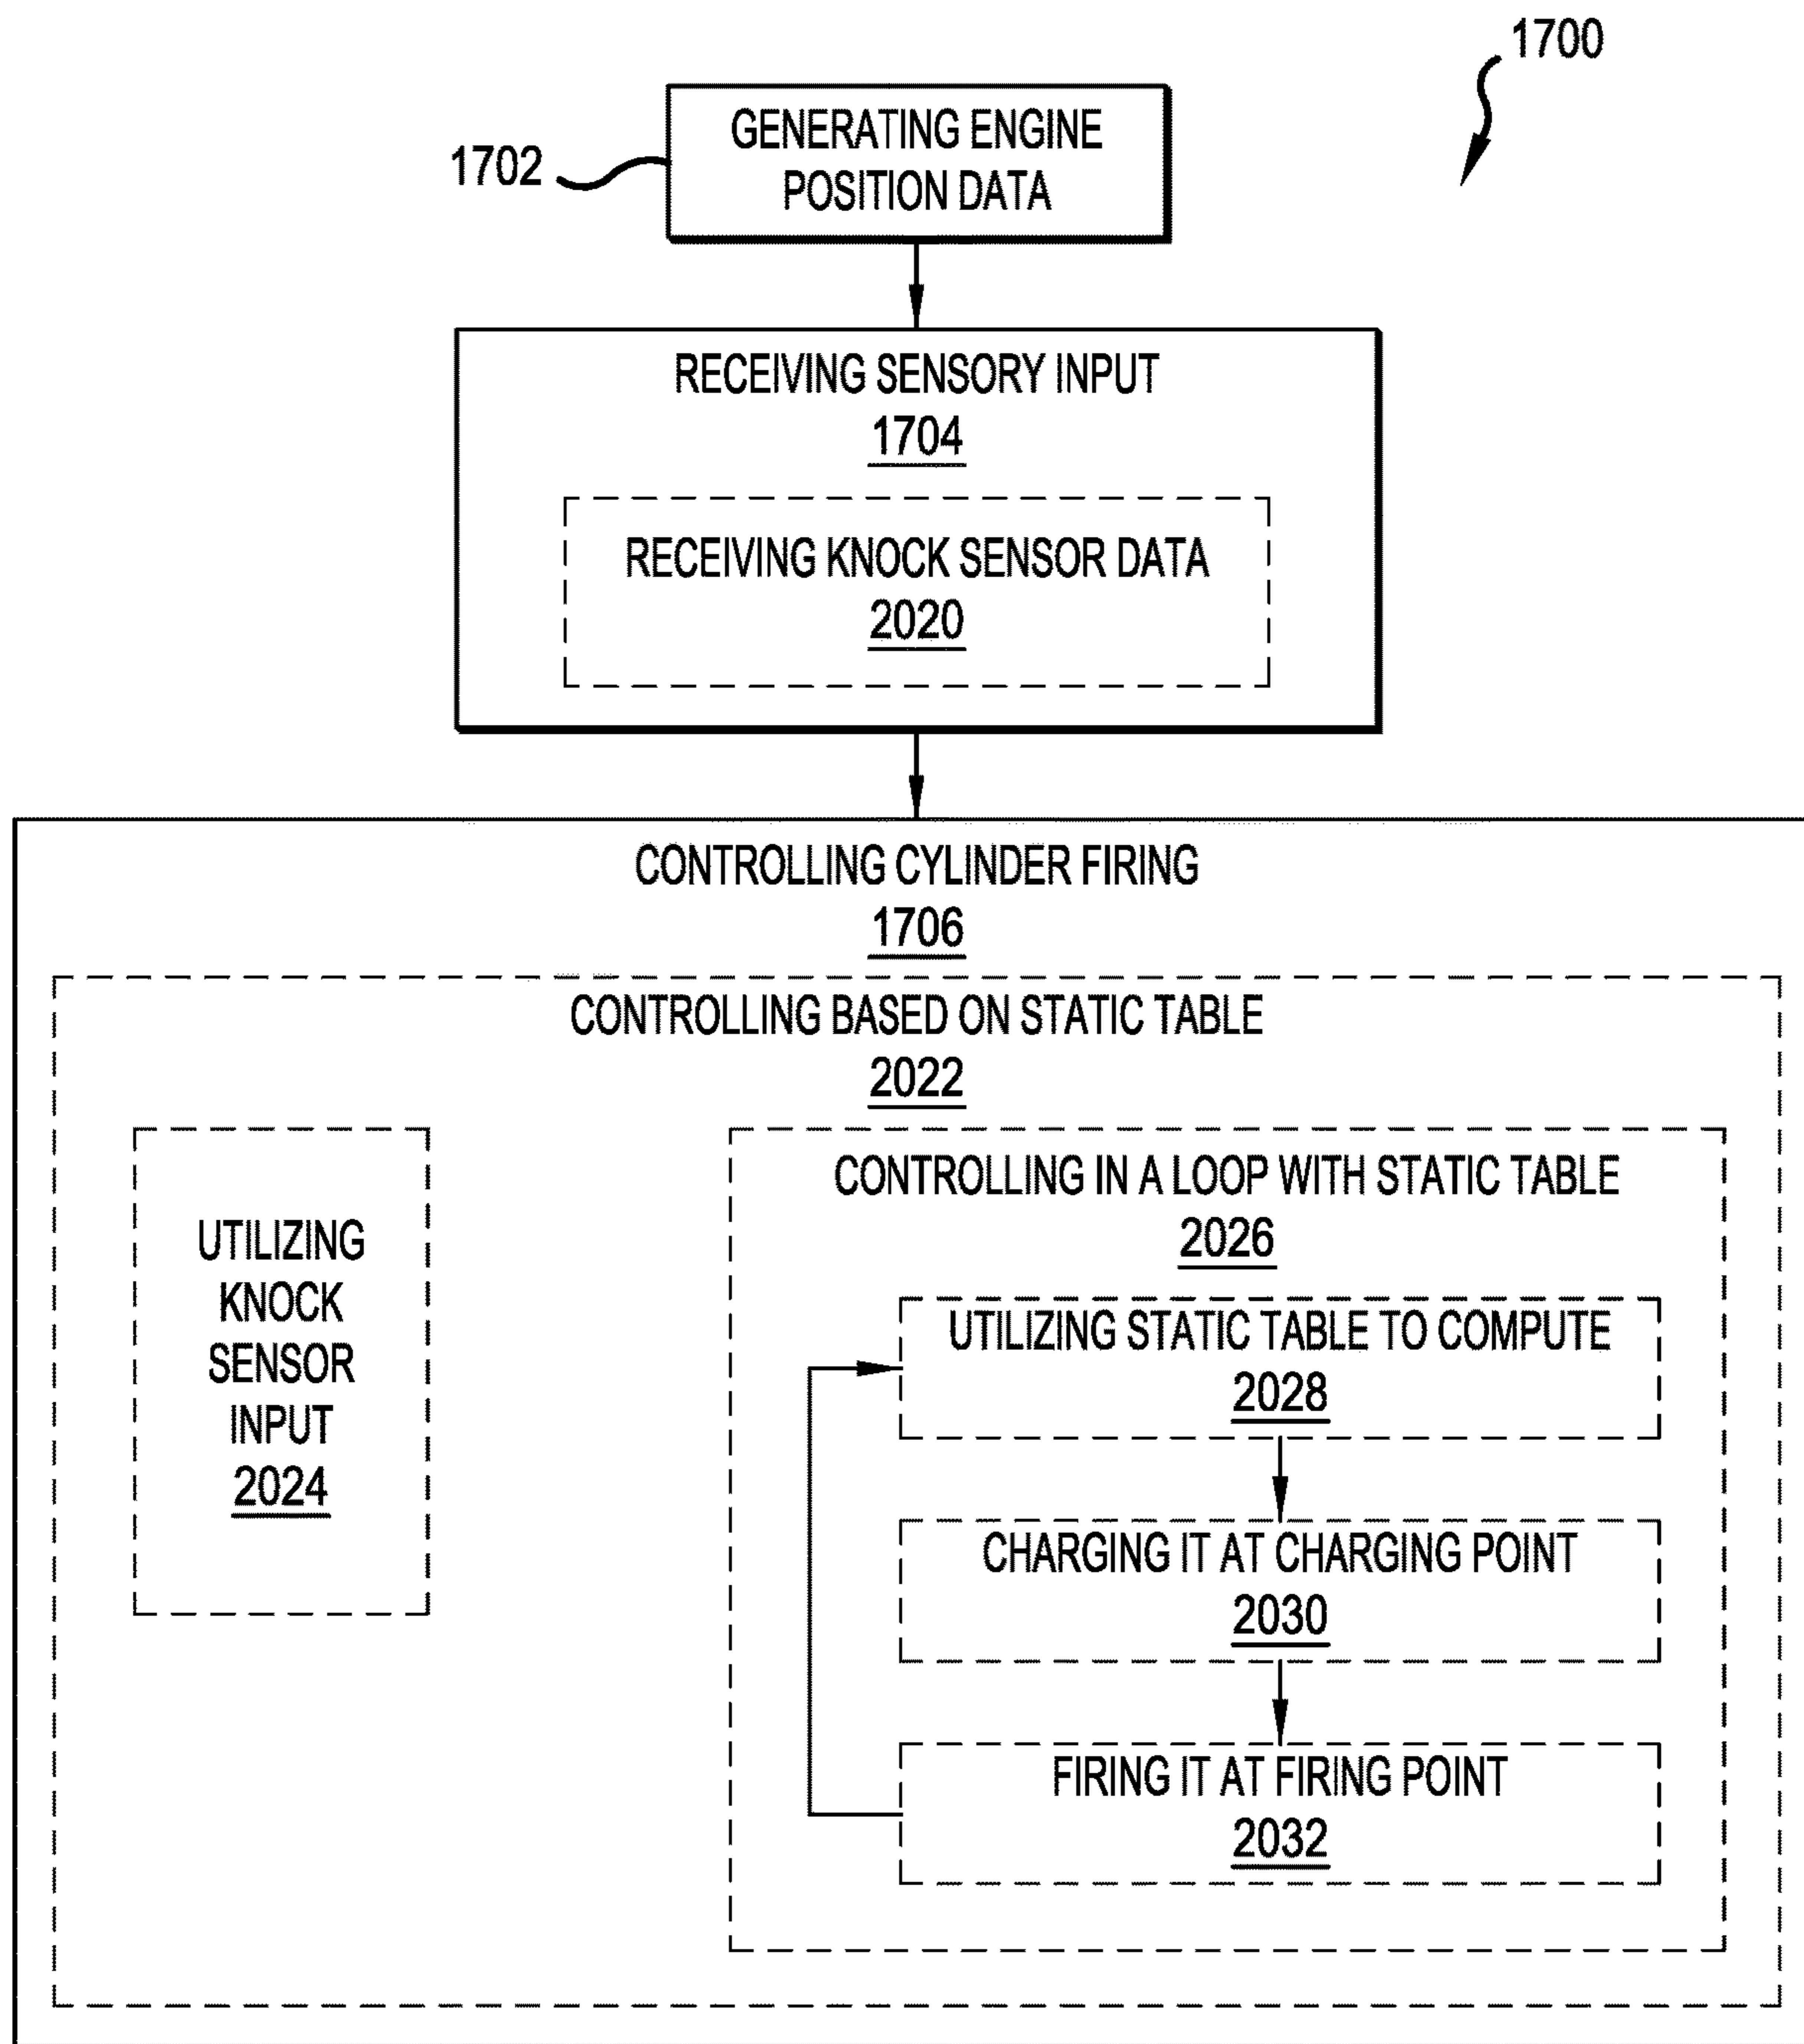 1700
GENERATING ENGINE
POSITION DATA
1702
RECEIVING SENSORY INPUT
1704
RECEIVING KNOCK SENSOR DATA
2020
CONTROLLING CYLINDER FIRING
1706
CONTROLLING BASED ON STATIC TABLE
2022
UTILIZING
KNOCK
SENSOR
INPUT
2024
CONTROLLING IN A LOOP WITH STATIC TABLE
2026
UTILIZING STATIC TABLE TO COMPUTE
2028
CHARGING IT AT CHARGING POINT
2030
FIRING IT AT FIRING POINT
2032